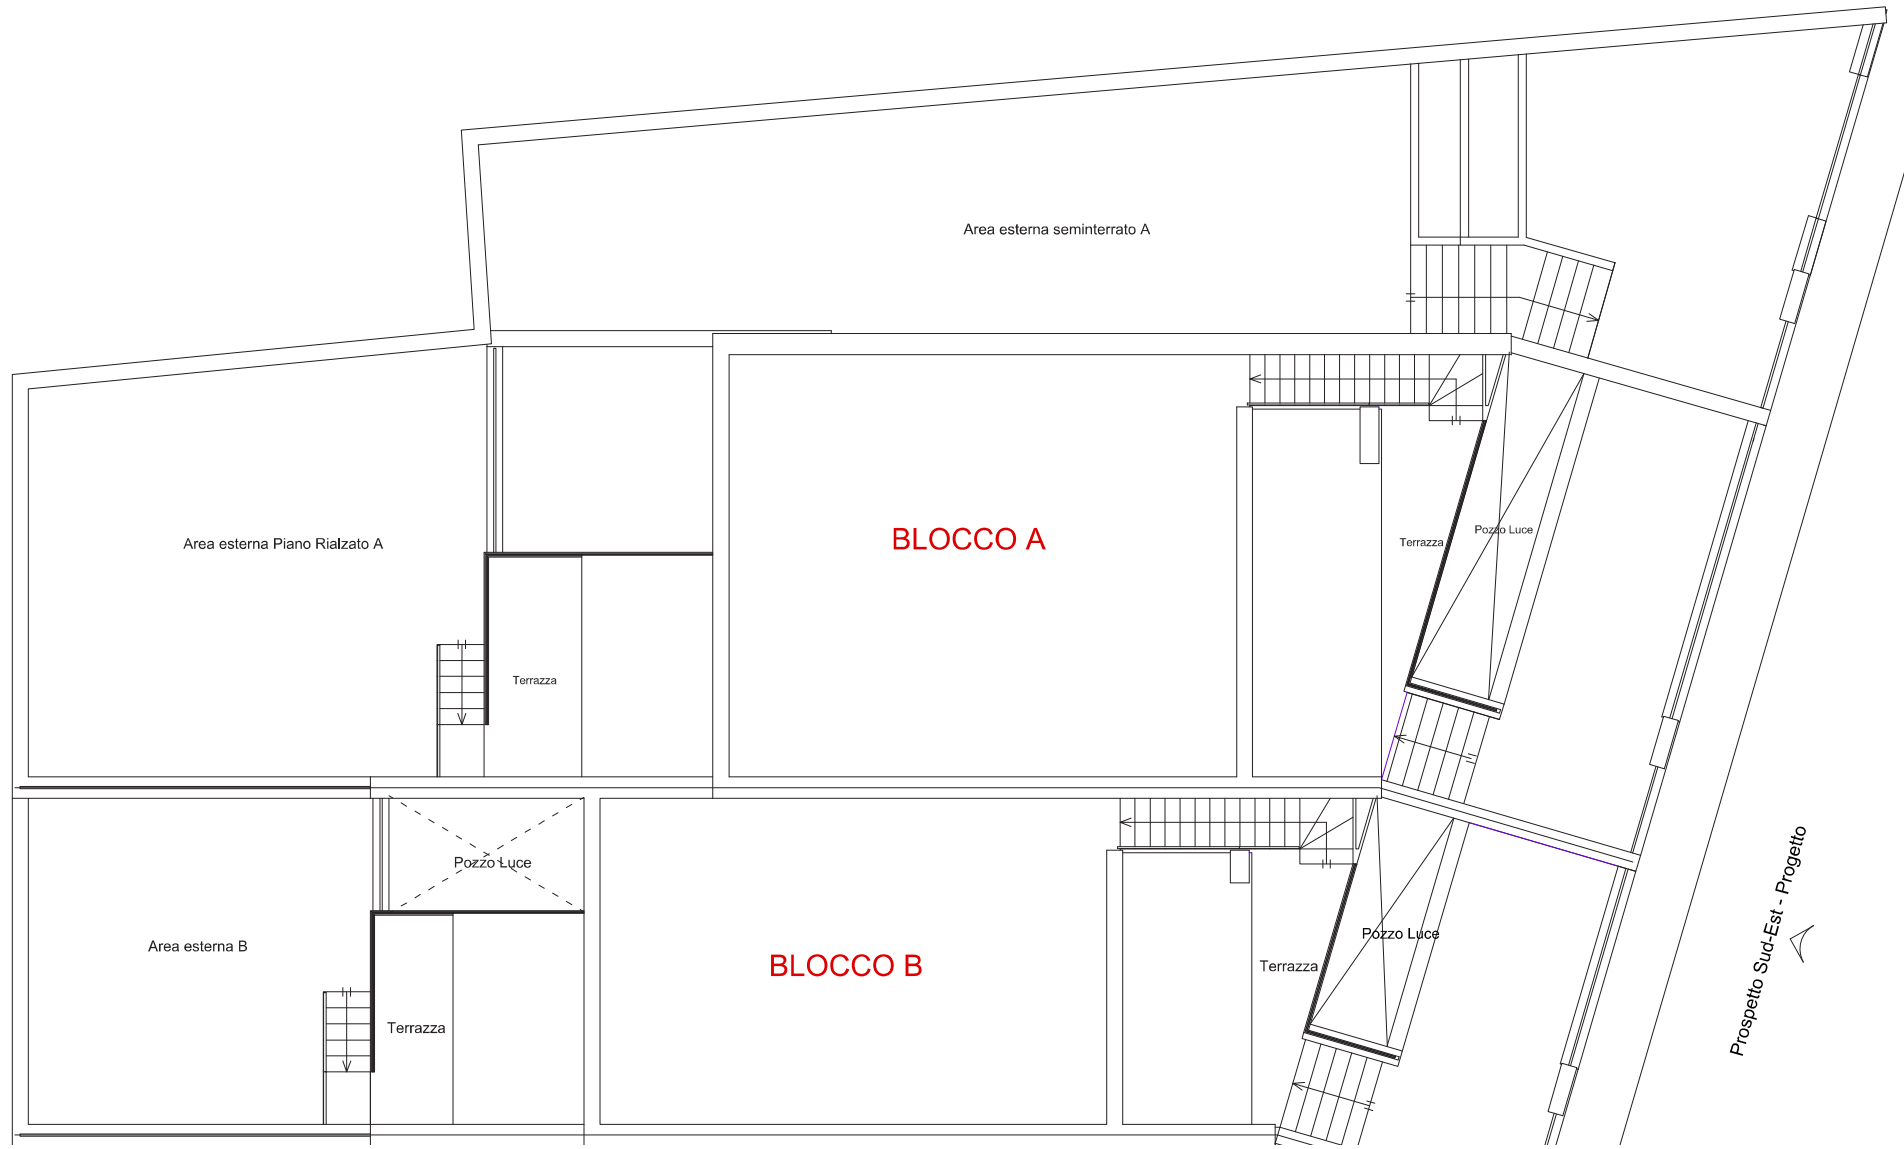 Area esterna seminterrato A
Area esterna Piano Rialzato A
BLOCCO A
Terrazza
Pozzo Luce
Terrazza
Pozzo Luce
Area esterna B
Terrazza
BLOCCO B
Terrazza
Pozzo Luce
Prospetto Sud-Est - Progetto